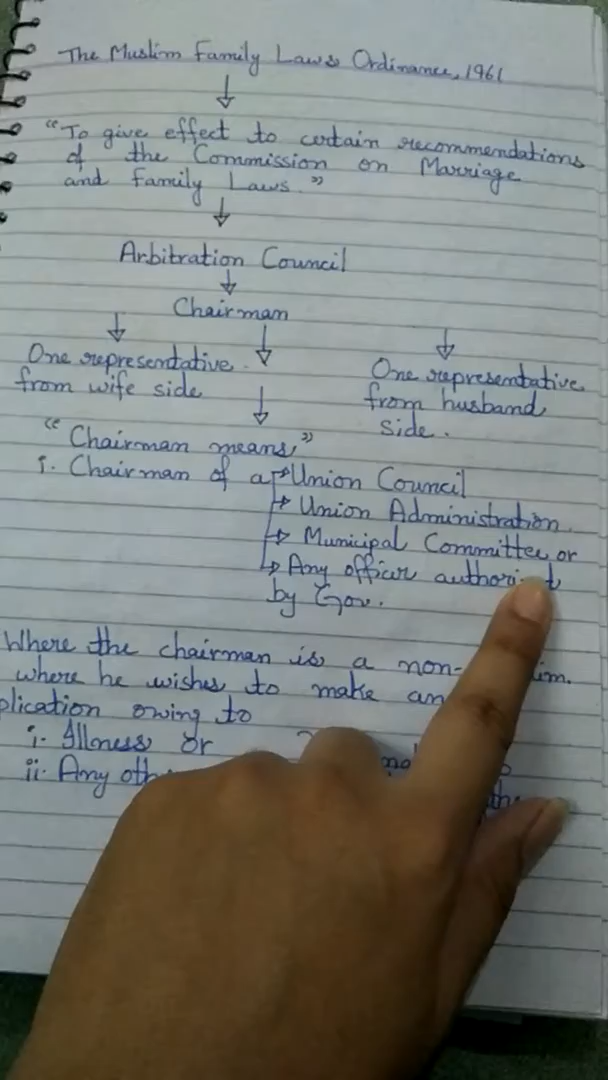 The Muslim Family Laws Ordinance, 1961
"To give effect to certain recommendations
of the Commission on Marriage
and Family Laws."
Arbitration Council
Chairman
One representative
from wife side
One representative
from husband
side.
"Chairman means"
i. Chairman of a → Union Council
→ Union Administration
→ Municipal Committee or
→ Any officer
by Gov.
Where the chairman is a
where he wishes to make an
owing to
i. Illness or
ii. Any